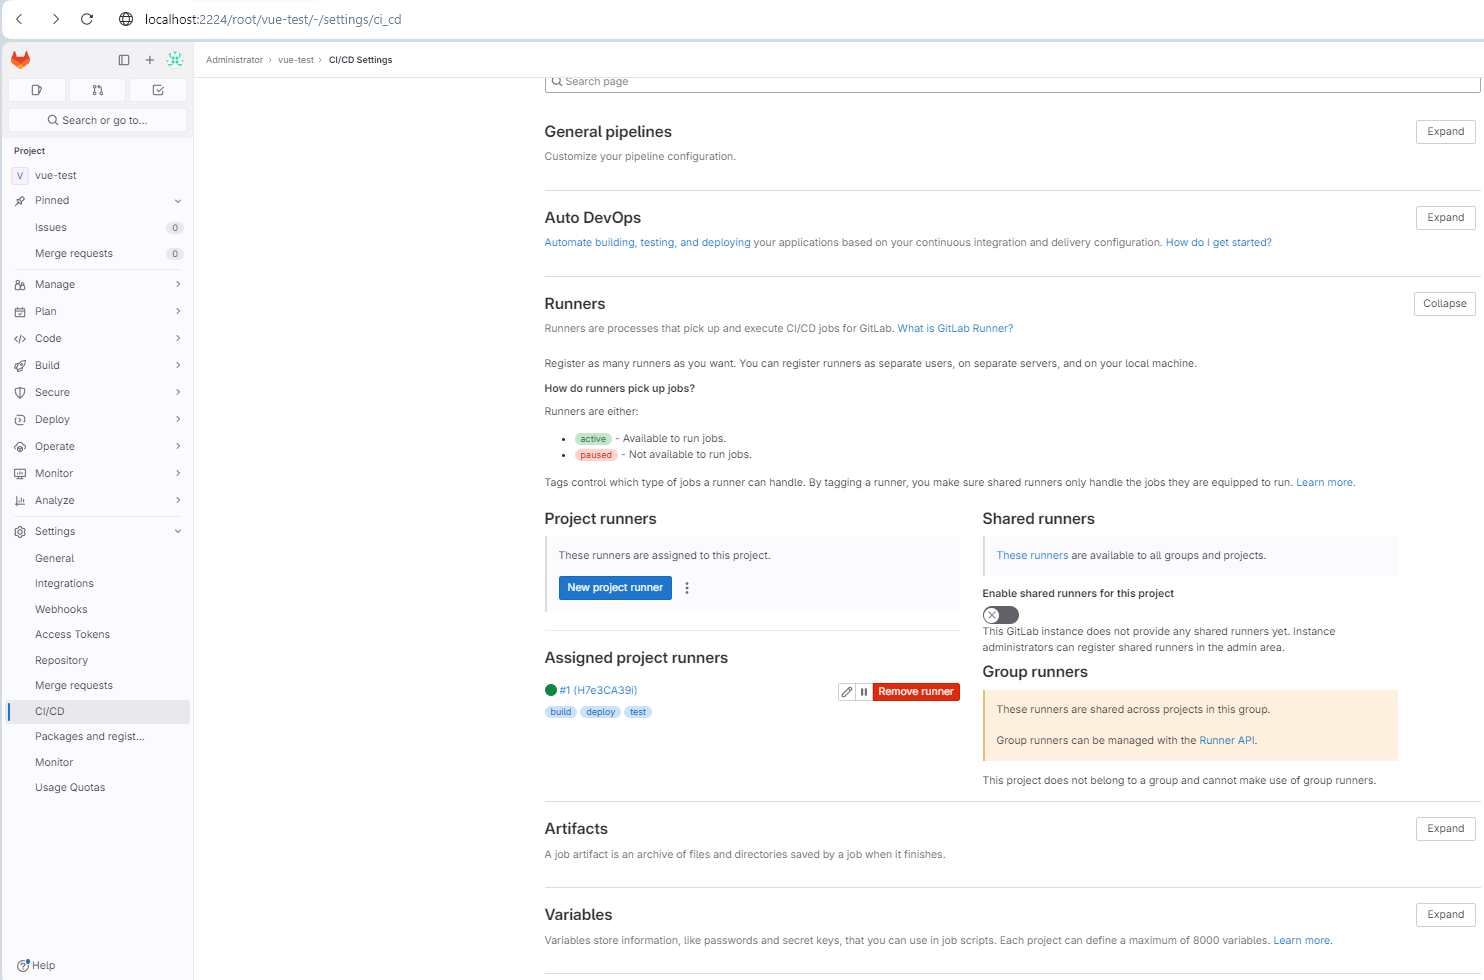 localhost:2224/root/vue-test/-/settings/ci_cd
Administrator › vue-test › CI/CD Settings
Search or go to...
Project
V vue-test
Pinned
Issues 0
Merge requests 0
Manage
Plan
Code
Build
Secure
Deploy
Operate
Monitor
Analyze
Settings
General
Integrations
Webhooks
Access Tokens
Repository
Merge requests
CI/CD
Packages and regist...
Monitor
Usage Quotas
Help
Search page
General pipelines
Expand
Customize your pipeline configuration.
Auto DevOps
Expand
Automate building, testing, and deploying your applications based on your continuous integration and delivery configuration. How do I get started?
Runners
Collapse
Runners are processes that pick up and execute CI/CD jobs for GitLab. What is GitLab Runner?
Register as many runners as you want. You can register runners as separate users, on separate servers, and on your local machine.
How do runners pick up jobs?
Runners are either:
• active - Available to run jobs.
• paused - Not available to run jobs.
Tags control which type of jobs a runner can handle. By tagging a runner, you make sure shared runners only handle the jobs they are equipped to run. Learn more.
Project runners
These runners are assigned to this project.
New project runner
Assigned project runners
#1 (H7e3CA39i)
Remove runner
build deploy test
Shared runners
These runners are available to all groups and projects.
Enable shared runners for this project
This GitLab instance does not provide any shared runners yet. Instance
administrators can register shared runners in the admin area.
Group runners
These runners are shared across projects in this group.
Group runners can be managed with the Runner API.
This project does not belong to a group and cannot make use of group runners.
Artifacts
Expand
A job artifact is an archive of files and directories saved by a job when it finishes.
Variables
Expand
Variables store information, like passwords and secret keys, that you can use in job scripts. Each project can define a maximum of 8000 variables. Learn more.